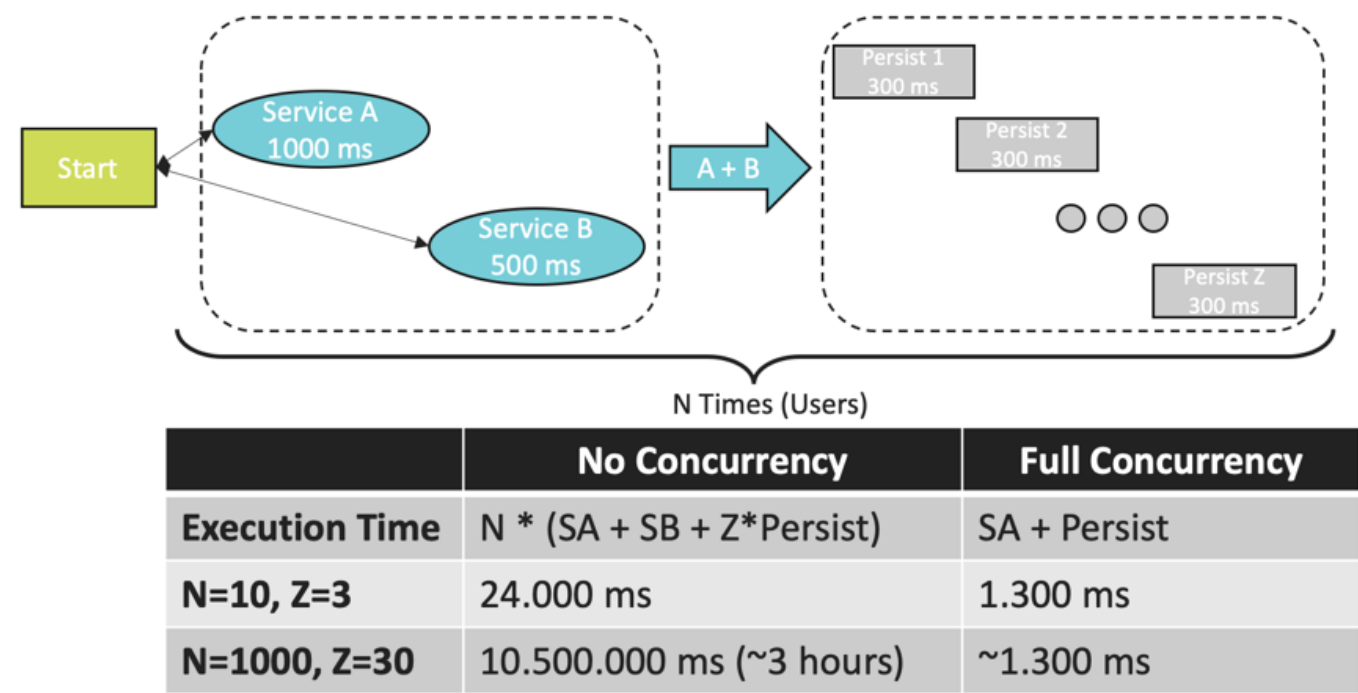 Start
Service A
1000 ms
Service B
500 ms
A + B
Persist 1
300 ms
Persist 2
300 ms
Persist Z
300 ms
N Times (Users)
No Concurrency Full Concurrency
Execution Time N * (SA + SB + Z*Persist) SA + Persist
N=10, Z=3 24.000 ms 1.300 ms
N=1000, Z=30 10.500.000 ms (~3 hours) ~1.300 ms